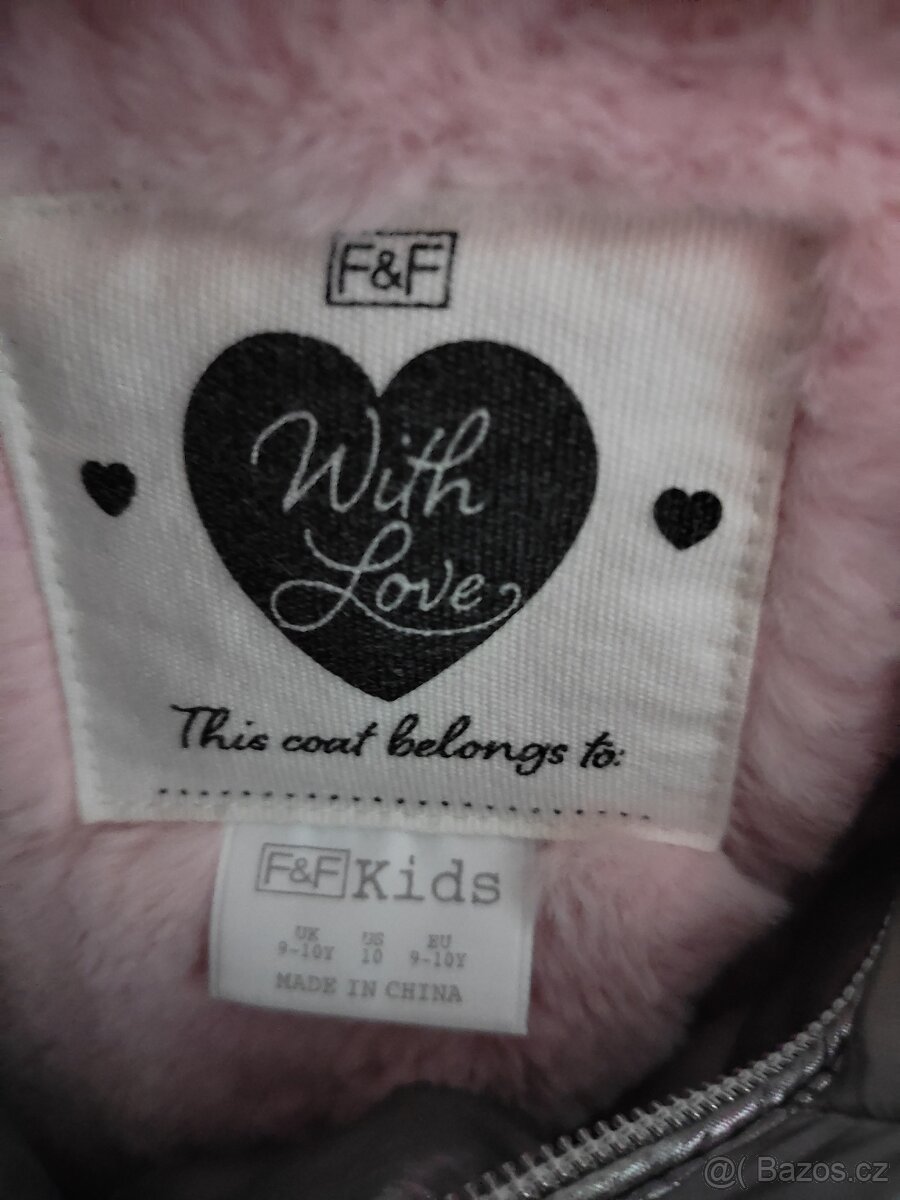 F&F
With
Love
This coat belongs to:
F&F Kids
UK US EU
9-10Y 10 9-10Y
MADE IN CHINA
@( Bazos.cz